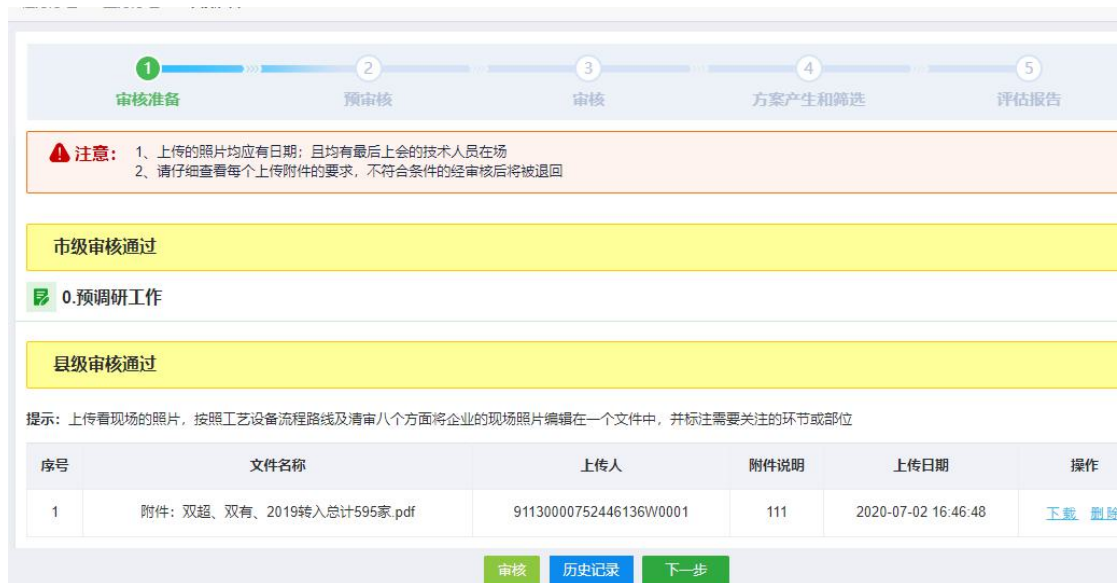 1
2
3
4
5
审核准备
预审核
审核
方案产生和筛选
评估报告
注意： 1、上传的照片均应有日期；且均有最后上会的技术人员在场
2、请仔细查看每个上传附件的要求，不符合条件的经审核后将被退回
市级审核通过
0.预调研工作
县级审核通过
提示：上传看现场的照片，按照工艺设备流程路线及清审八个方面将企业的现场照片编辑在一个文件中，并标注需要关注的环节或部位
序号 文件名称 上传人 附件说明 上传日期 操作
1 附件：双超、双有、2019转入总计595家.pdf 91130000752446136W0001 111 2020-07-02 16:46:48 下载 删除
审核 历史记录 下一步